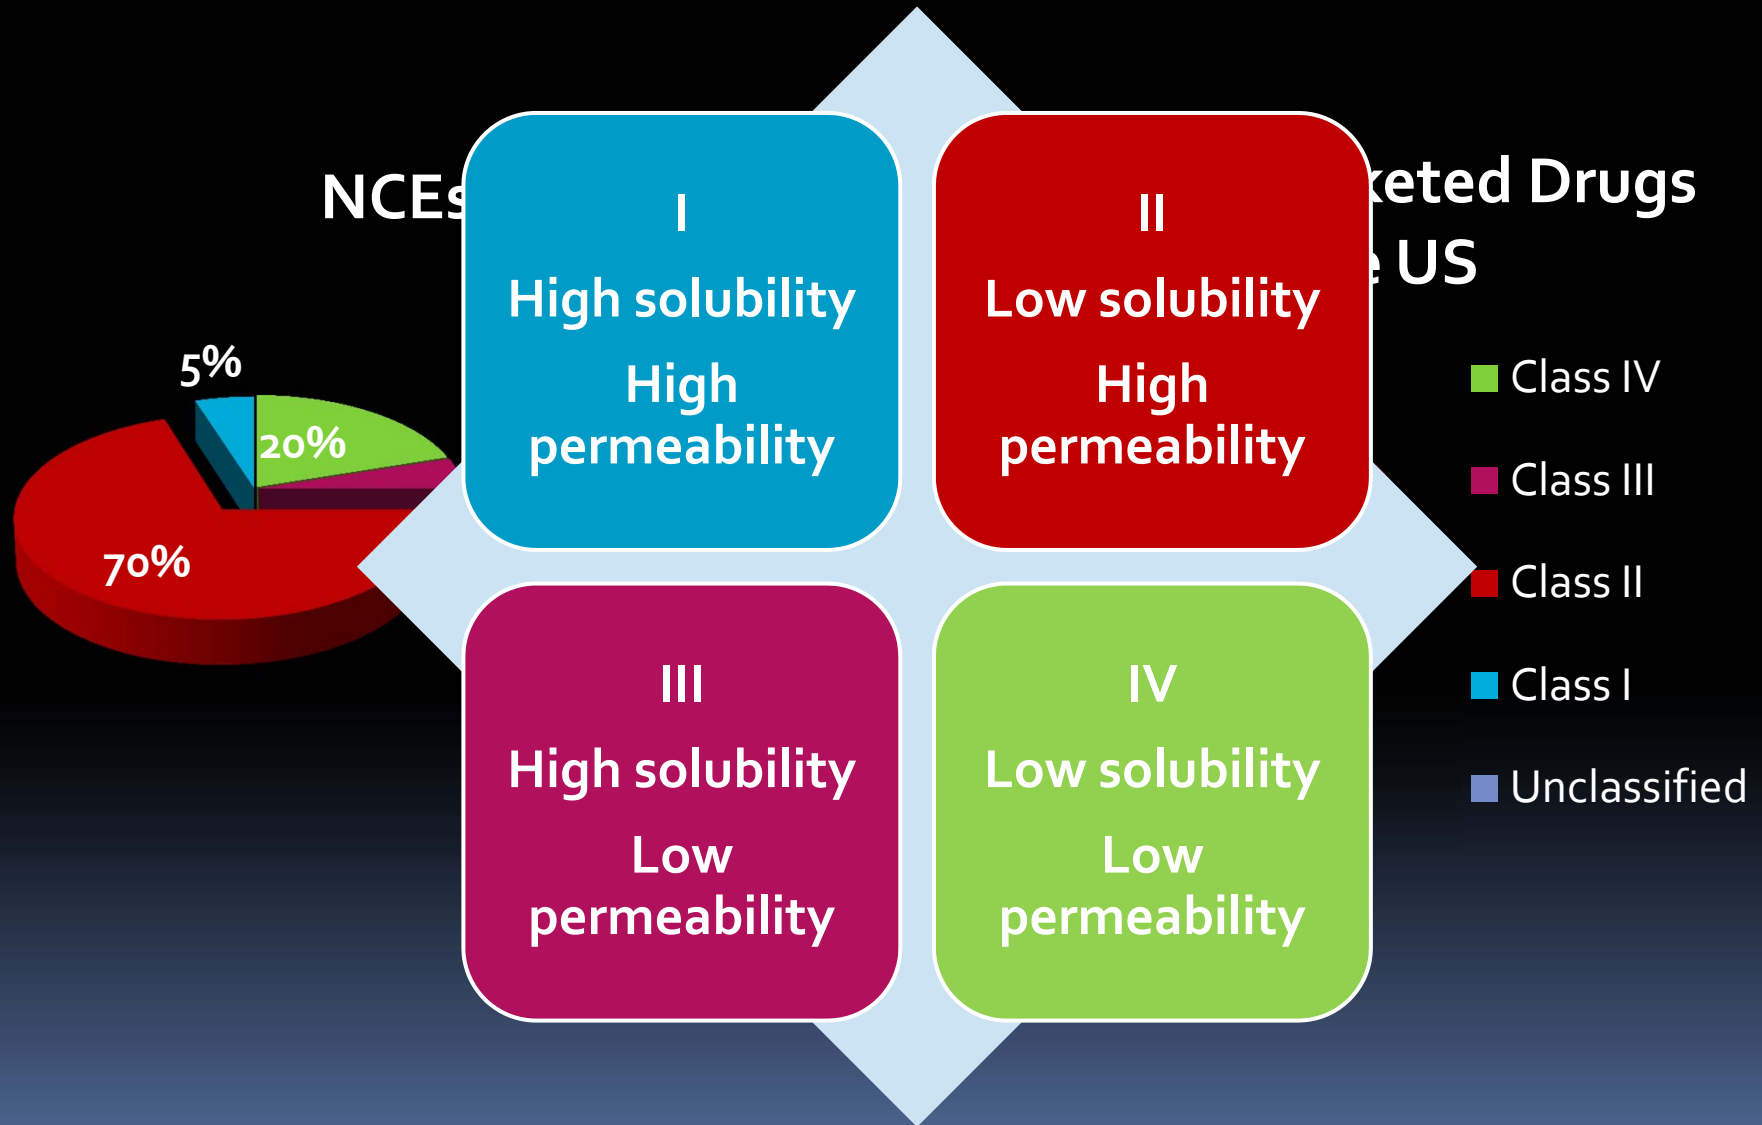 NCEs
keted Drugs
US
5%
20%
70%
I
High solubility
High
permeability
II
Low solubility
High
permeability
III
High solubility
Low
permeability
IV
Low solubility
Low
permeability
Class IV
Class III
Class II
Class I
Unclassified